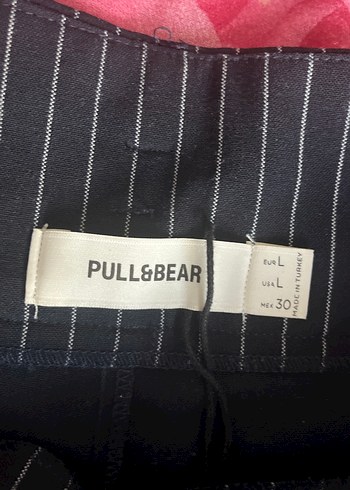 PULL&BEAR
EUR L
USA L
MEX 30
MADE IN TURKEY